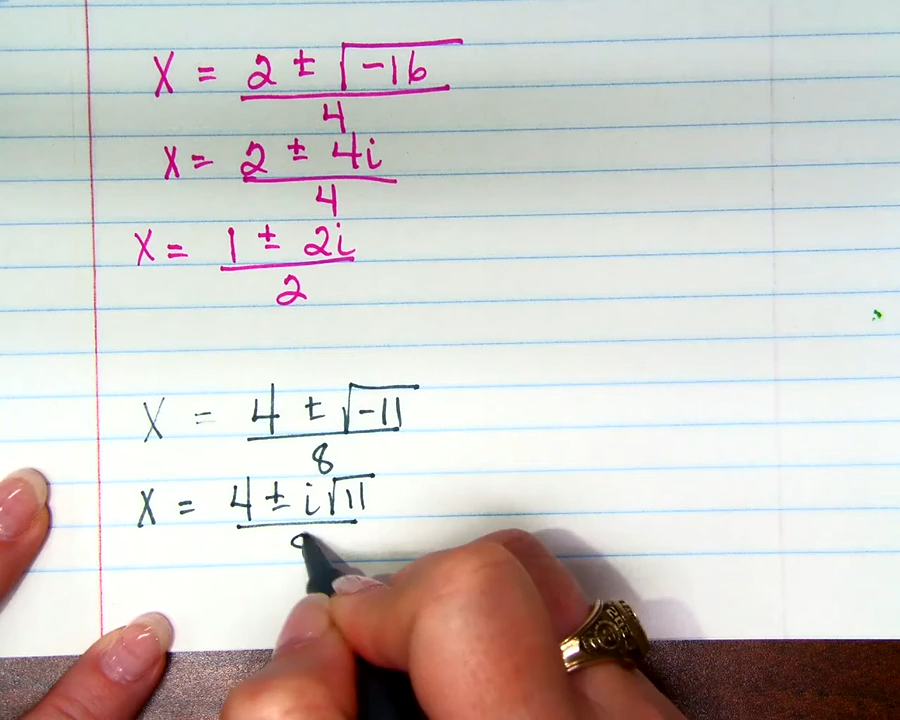 X = 2 ± √-16
4
X = 2 ± 4i
4
X = 1 ± 2i
2
X = 4 ± √-11
8
X = 4 ± i√11